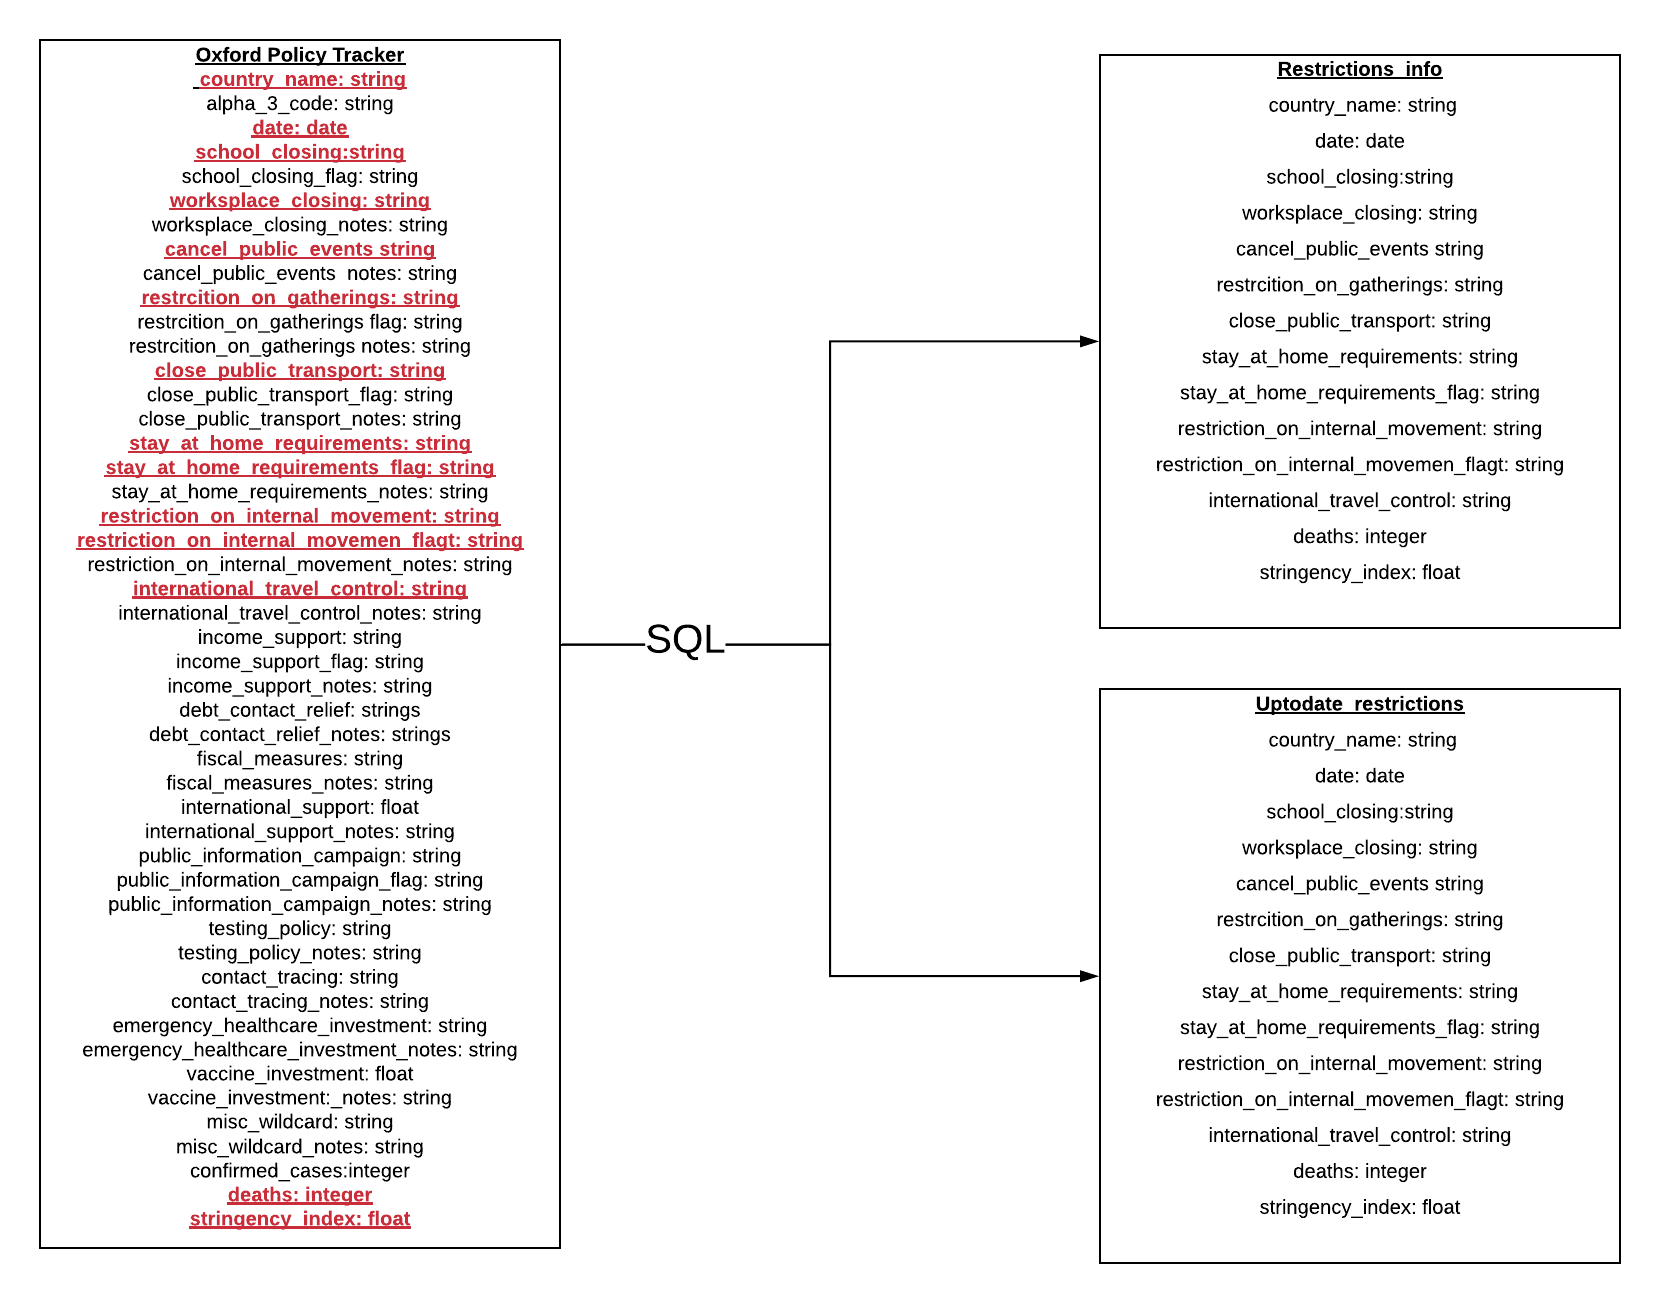 Oxford Policy Tracker
_country_name: string
alpha_3_code: string
date: date
school_closing:string
school_closing_flag: string
worksplace_closing: string
worksplace_closing_notes: string
cancel_public_events string
cancel_public_events_notes: string
restrcition_on_gatherings: string
restrcition_on_gatherings flag: string
restrcition_on_gatherings notes: string
close_public_transport: string
close_public_transport_flag: string
close_public_transport_notes: string
stay_at_home_requirements: string
stay_at_home_requirements_flag: string
stay_at_home_requirements_notes: string
restriction_on_internal_movement: string
restriction_on_internal_movemen_flagt: string
restriction_on_internal_movement_notes: string
international_travel_control: string
international_travel_control_notes: string
income_support: string
income_support_flag: string
income_support_notes: string
debt_contact_relief: strings
debt_contact_relief_notes: strings
fiscal_measures: string
fiscal_measures_notes: string
international_support: float
international_support_notes: string
public_information_campaign: string
public_information_campaign_flag: string
public_information_campaign_notes: string
testing_policy: string
testing_policy_notes: string
contact_tracing: string
contact_tracing_notes: string
emergency_healthcare_investment: string
emergency_healthcare_investment_notes: string
vaccine_investment: float
vaccine_investment:_notes: string
misc_wildcard: string
misc_wildcard_notes: string
confirmed_cases:integer
deaths: integer
stringency_index: float
SQL
Restrictions_info
country_name: string
date: date
school_closing:string
worksplace_closing: string
cancel_public_events string
restrcition_on_gatherings: string
close_public_transport: string
stay_at_home_requirements: string
stay_at_home_requirements_flag: string
restriction_on_internal_movement: string
restriction_on_internal_movemen_flagt: string
international_travel_control: string
deaths: integer
stringency_index: float
Uptodate_restrictions
country_name: string
date: date
school_closing:string
worksplace_closing: string
cancel_public_events string
restrcition_on_gatherings: string
close_public_transport: string
stay_at_home_requirements: string
stay_at_home_requirements_flag: string
restriction_on_internal_movement: string
restriction_on_internal_movemen_flagt: string
international_travel_control: string
deaths: integer
stringency_index: float